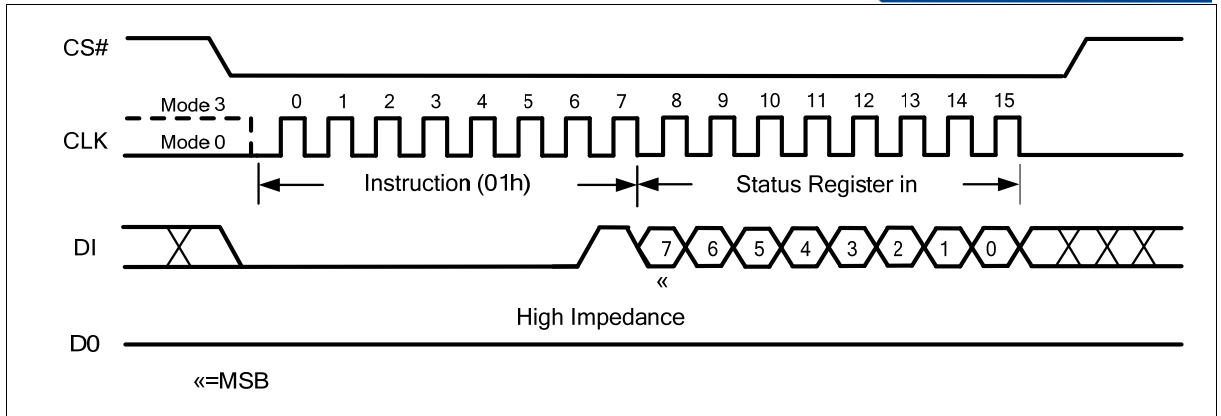 CS#
Mode 3
0 1 2 3 4 5 6 7 8 9 10 11 12 13 14 15
CLK
Mode 0
Instruction (01h)
Status Register in
DI
7 6 5 4 3 2 1 0
«
High Impedance
D0
«=MSB